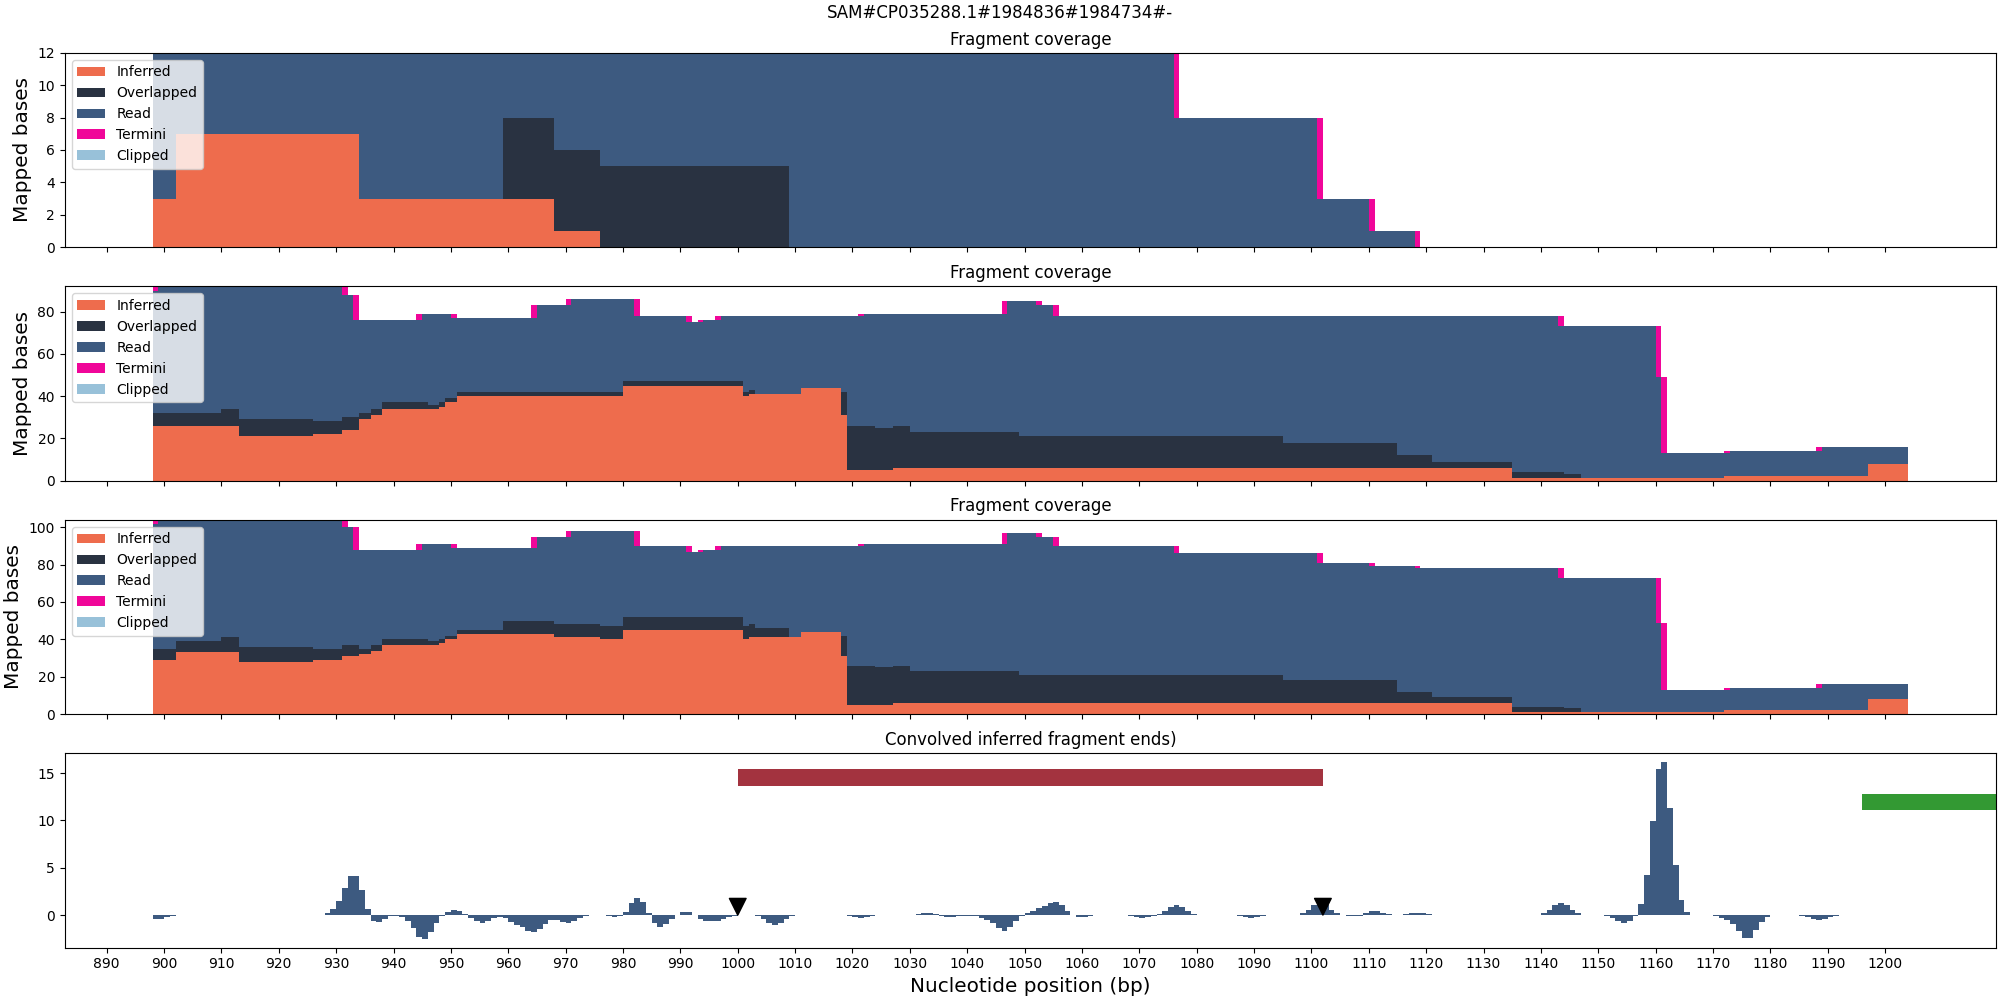 SAM#CP035288.1#1984836#1984734#-
Fragment coverage
Mapped bases
12
10
8
6
4
2
0
Inferred
Overlapped
Read
Termini
Clipped
Fragment coverage
Mapped bases
80
60
40
20
0
Inferred
Overlapped
Read
Termini
Clipped
Fragment coverage
Mapped bases
100
80
60
40
20
0
Inferred
Overlapped
Read
Termini
Clipped
Convolved inferred fragment ends)
15
10
5
0
890 900 910 920 930 940 950 960 970 980 990 1000 1010 1020 1030 1040 1050 1060 1070 1080 1090 1100 1110 1120 1130 1140 1150 1160 1170 1180 1190 1200
Nucleotide position (bp)